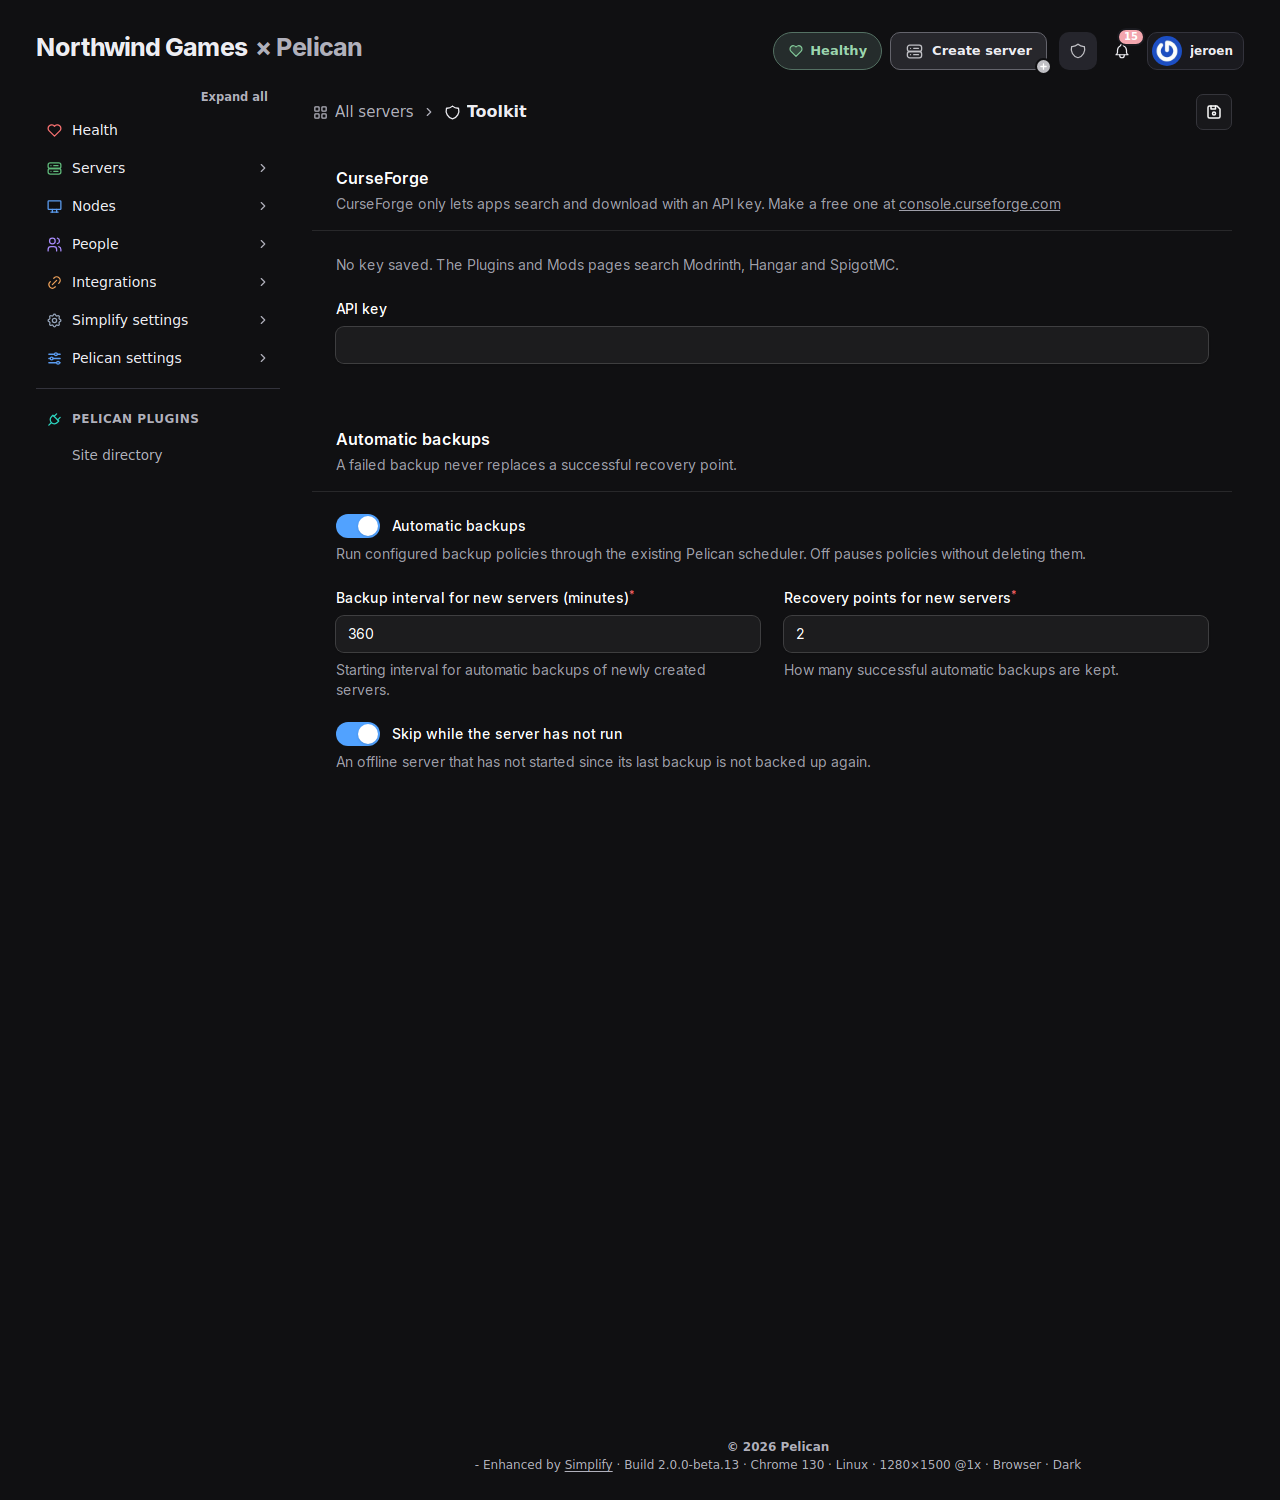 Northwind Games × Pelican
Healthy
Create server
15
jeroen
Expand all
Health
Servers
Nodes
People
Integrations
Simplify settings
Pelican settings
PELICAN PLUGINS
Site directory
All servers
Toolkit
CurseForge
CurseForge only lets apps search and download with an API key. Make a free one at console.curseforge.com
No key saved. The Plugins and Mods pages search Modrinth, Hangar and SpigotMC.
API key
Automatic backups
A failed backup never replaces a successful recovery point.
Automatic backups
Run configured backup policies through the existing Pelican scheduler. Off pauses policies without deleting them.
Backup interval for new servers (minutes)*
360
Starting interval for automatic backups of newly created
servers.
Recovery points for new servers*
2
How many successful automatic backups are kept.
Skip while the server has not run
An offline server that has not started since its last backup is not backed up again.
© 2026 Pelican
- Enhanced by Simplify · Build 2.0.0-beta.13 · Chrome 130 · Linux · 1280×1500 @1x · Browser · Dark